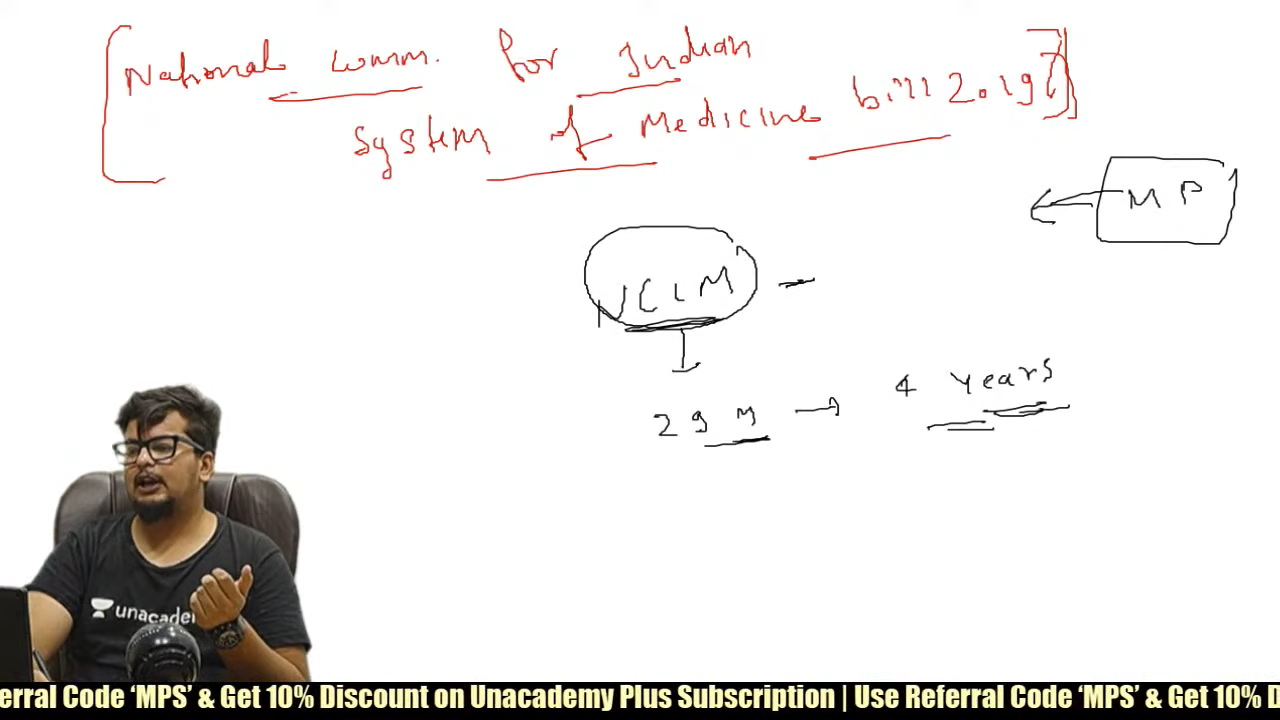 National comm. for Indian
System of Medicine bill 2019
MP
NCIM
29 M → 4 years
unacade
erral Code ‘MPS’ & Get 10% Discount on Unacademy Plus Subscription | Use Referral Code ‘MPS’ & Get 10% D